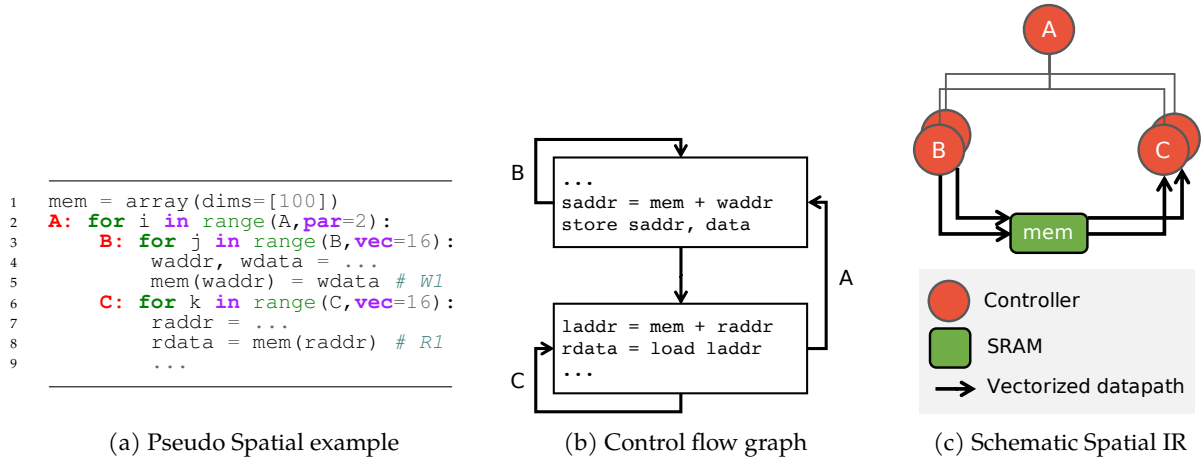 1 mem = array(dims=[100])
2 A: for i in range(A,par=2):
3 B: for j in range(B,vec=16):
4 waddr, wdata = ...
5 mem(waddr) = wdata # W1
6 C: for k in range(C,vec=16):
7 raddr = ...
8 rdata = mem(raddr) # R1
9 ...
(a) Pseudo Spatial example
B
...
saddr = mem + waddr
store saddr, data
A
laddr = mem + raddr
rdata = load laddr
...
C
(b) Control flow graph
A
B
C
mem
Controller
SRAM
Vectorized datapath
(c) Schematic Spatial IR